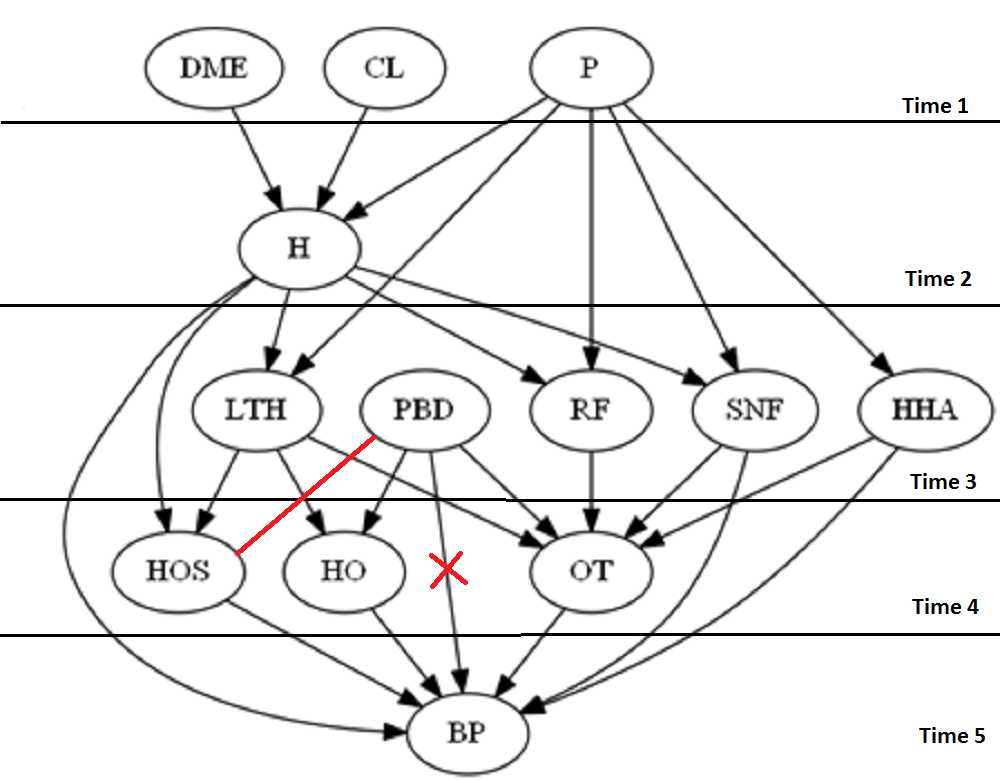 DME CL P
Time 1
H
Time 2
LTH PBD RF SNF HHA
Time 3
HOS HO OT
Time 4
BP
Time 5